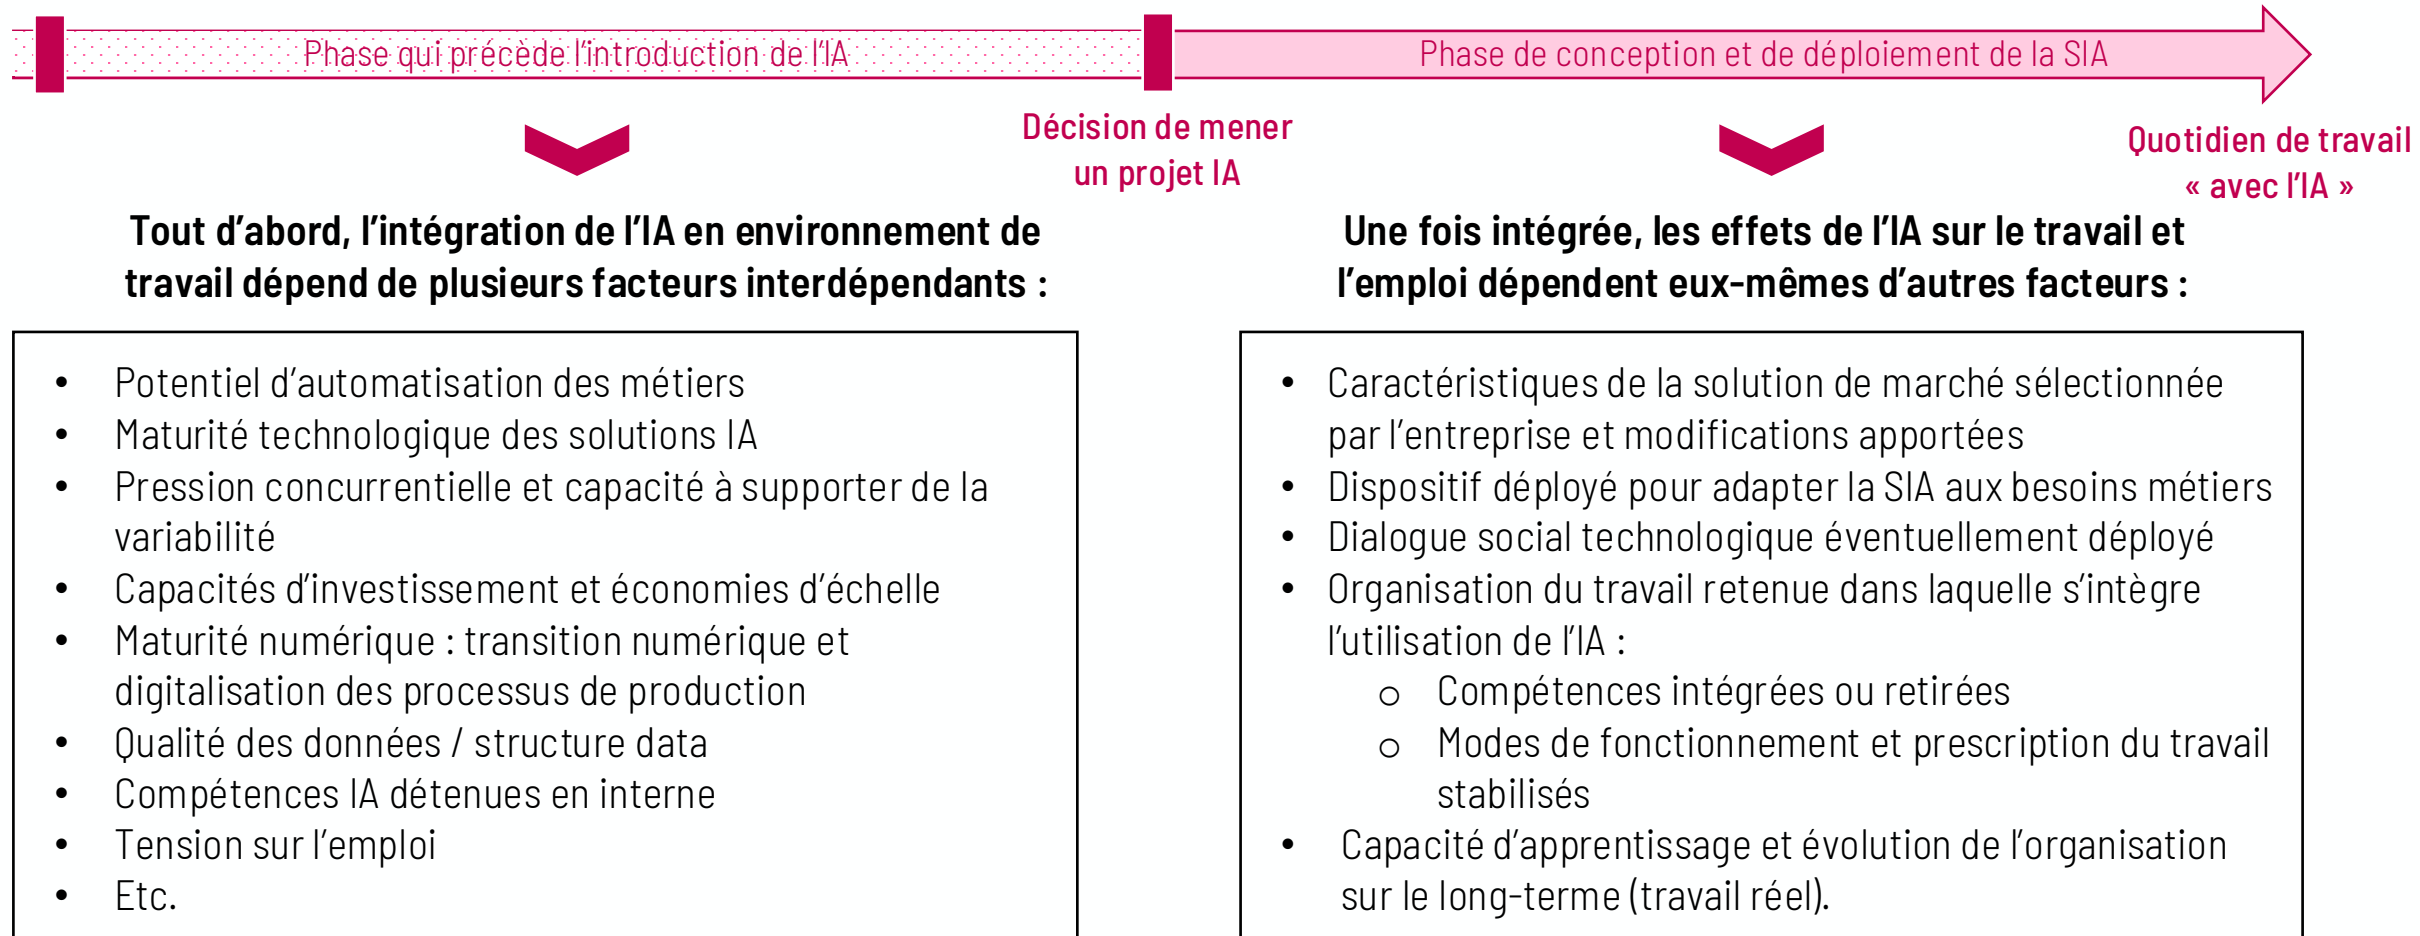 Phase qui précède l'introduction de l'IA
Phase de conception et de déploiement de la SIA
Décision de mener
un projet IA
Quotidien de travail
« avec l'IA »
Tout d'abord, l'intégration de l'IA en environnement de
travail dépend de plusieurs facteurs interdépendants :
• Potentiel d'automatisation des métiers
• Maturité technologique des solutions IA
• Pression concurrentielle et capacité à supporter de la
variabilité
• Capacités d'investissement et économies d'échelle
• Maturité numérique : transition numérique et
digitalisation des processus de production
• Qualité des données / structure data
• Compétences IA détenues en interne
• Tension sur l'emploi
• Etc.
Une fois intégrée, les effets de l'IA sur le travail et
l'emploi dépendent eux-mêmes d'autres facteurs :
• Caractéristiques de la solution de marché sélectionnée
par l'entreprise et modifications apportées
• Dispositif déployé pour adapter la SIA aux besoins métiers
• Dialogue social technologique éventuellement déployé
• Organisation du travail retenue dans laquelle s'intègre
l'utilisation de l'IA :
o Compétences intégrées ou retirées
o Modes de fonctionnement et prescription du travail
stabilisés
• Capacité d'apprentissage et évolution de l'organisation
sur le long-terme (travail réel).